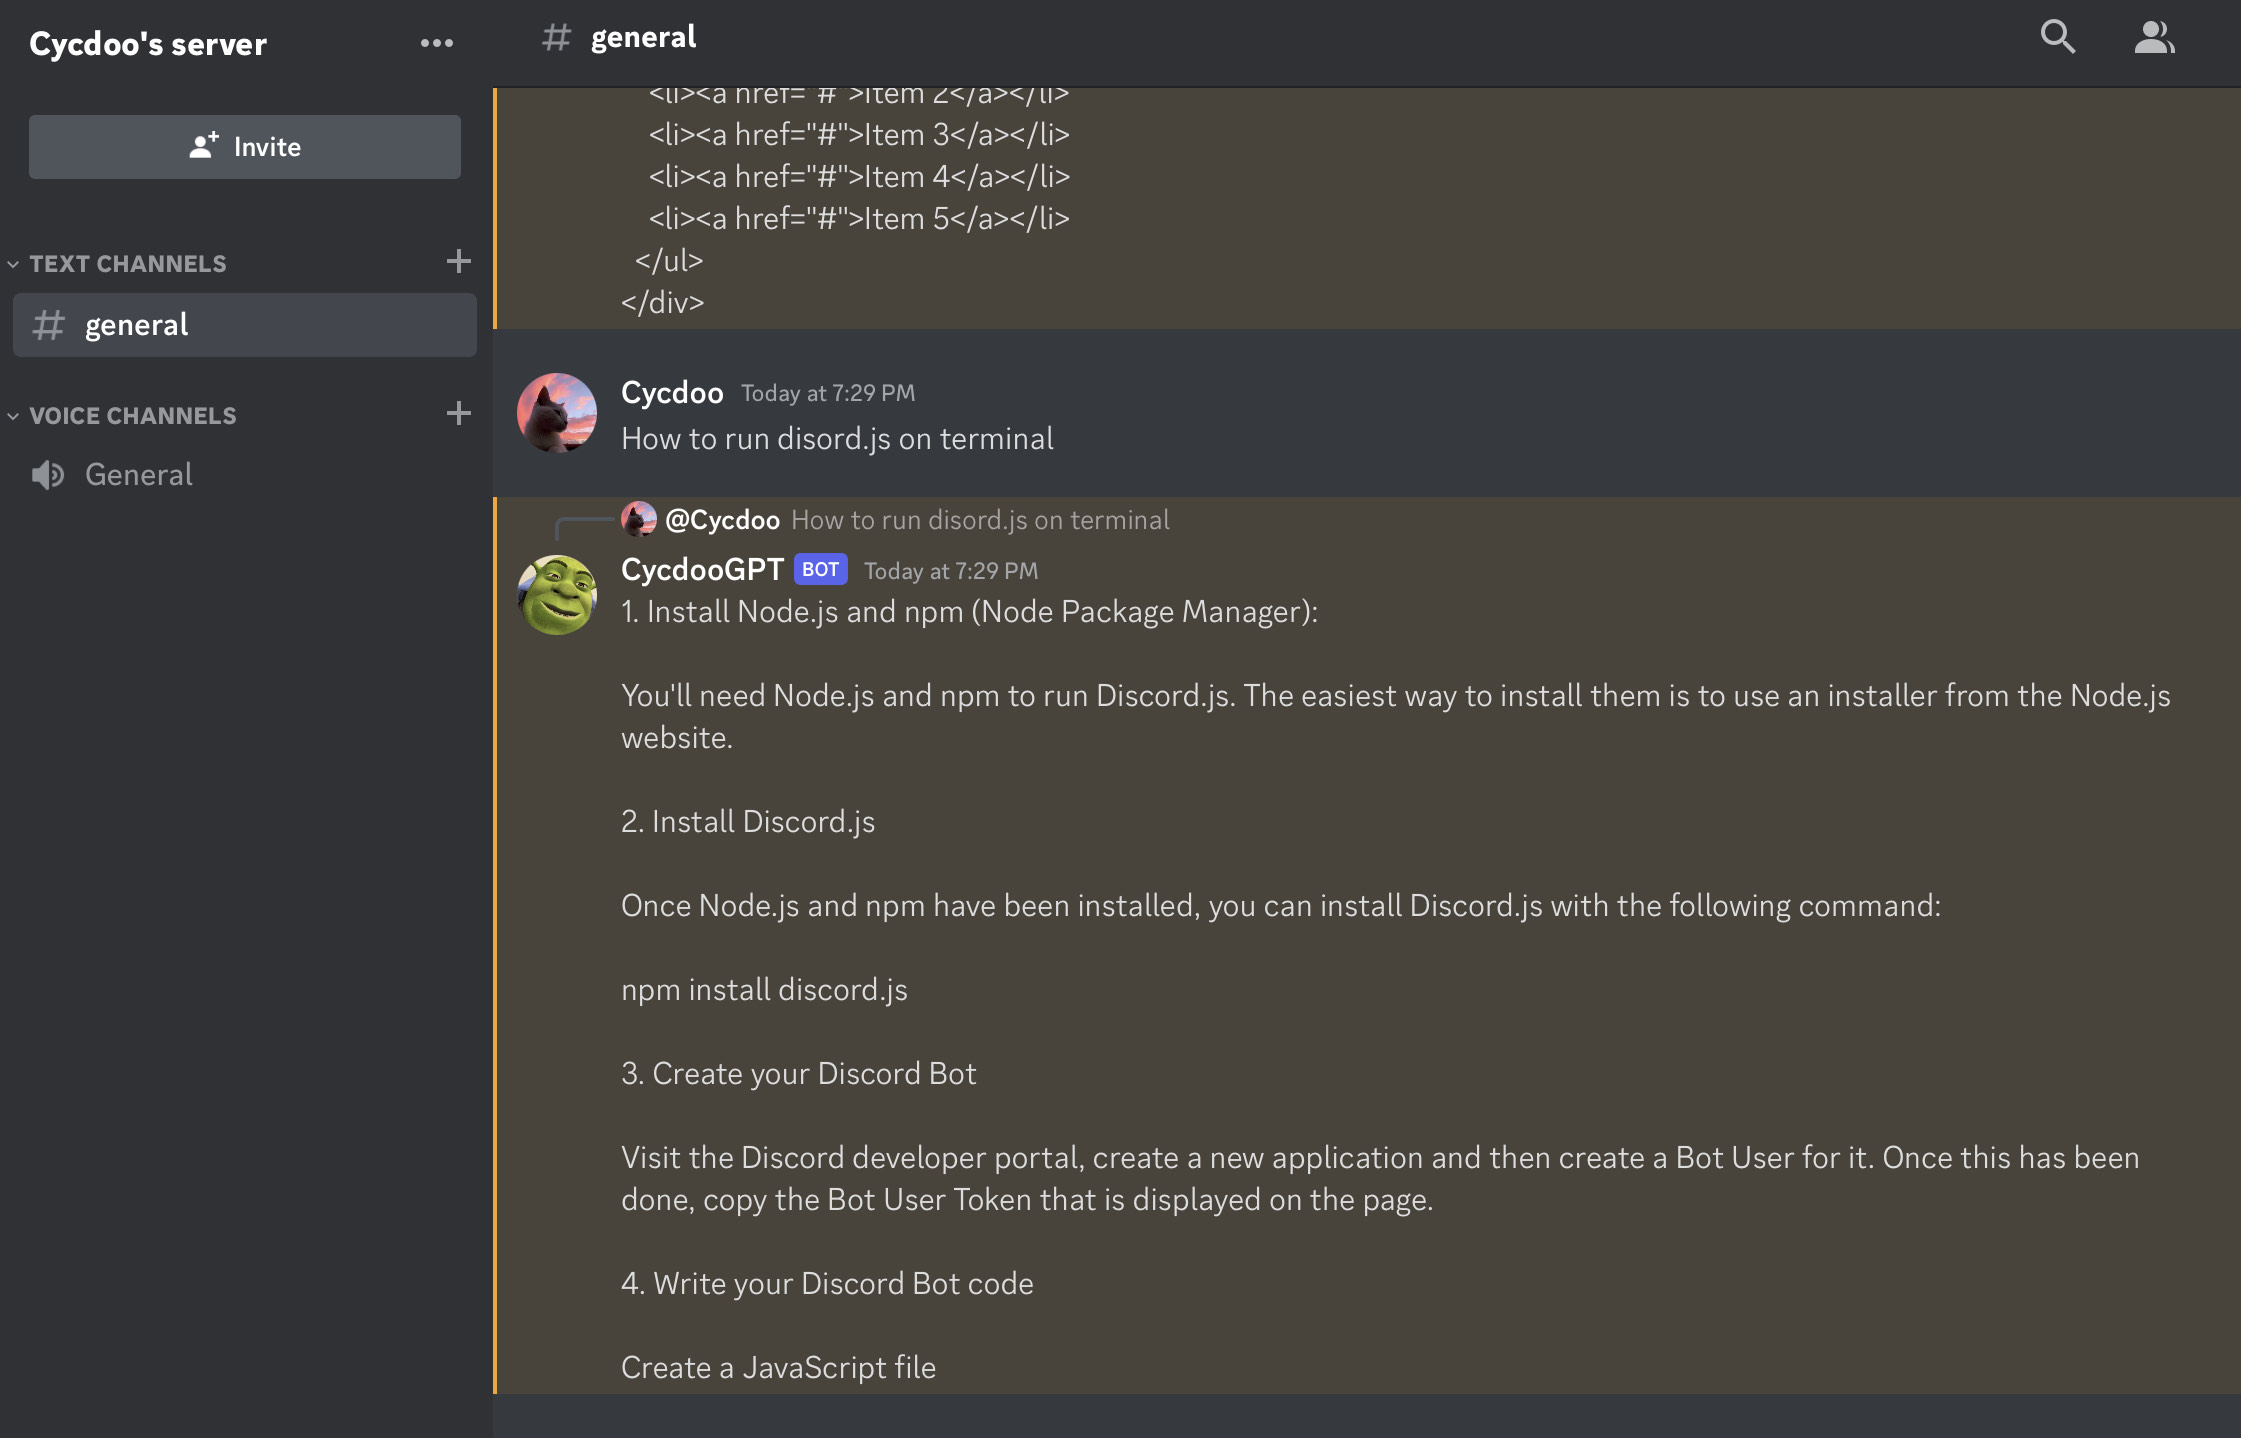 Cycdoo's server
Invite
TEXT CHANNELS
general
VOICE CHANNELS
General
# general
<li><a href="#">Item 2</a></li>
<li><a href="#">Item 3</a></li>
<li><a href="#">Item 4</a></li>
<li><a href="#">Item 5</a></li>
</ul>
</div>
Cycdoo Today at 7:29 PM
How to run disord.js on terminal
@Cycdoo How to run disord.js on terminal
CycdooGPT BOT Today at 7:29 PM
1. Install Node.js and npm (Node Package Manager):
You'll need Node.js and npm to run Discord.js. The easiest way to install them is to use an installer from the Node.js
website.
2. Install Discord.js
Once Node.js and npm have been installed, you can install Discord.js with the following command:
npm install discord.js
3. Create your Discord Bot
Visit the Discord developer portal, create a new application and then create a Bot User for it. Once this has been
done, copy the Bot User Token that is displayed on the page.
4. Write your Discord Bot code
Create a JavaScript file